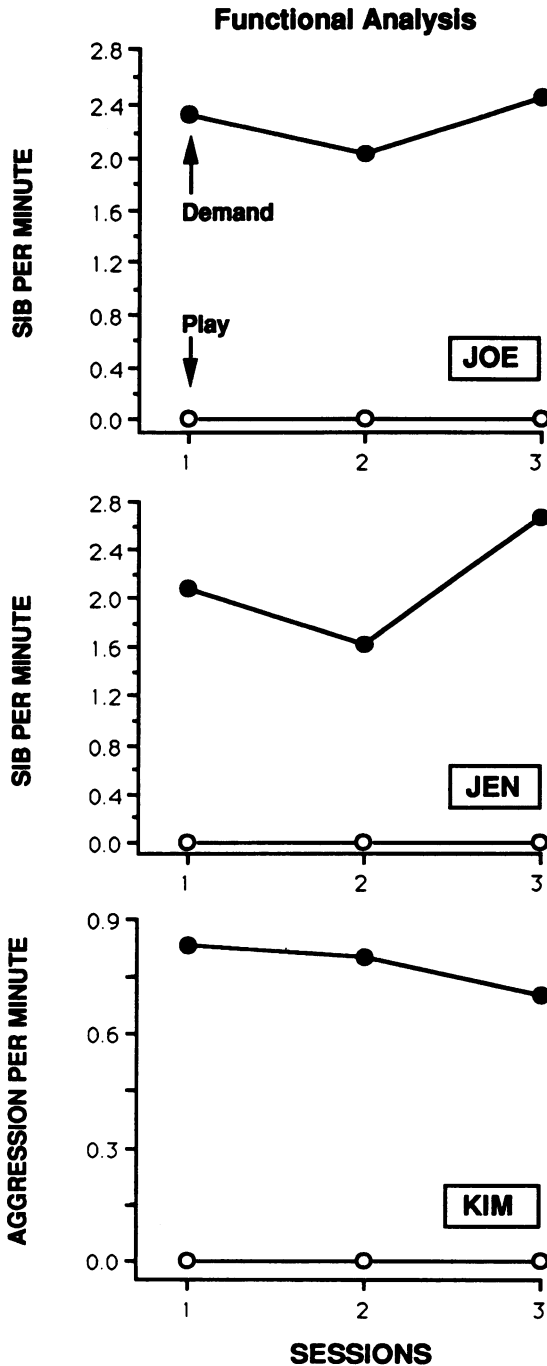 Functional Analysis
SIB PER MINUTE
2.8
2.4
2.0
1.6
1.2
0.8
0.4
0.0
Demand
Play
JOE
1 2 3
SIB PER MINUTE
2.8
2.4
2.0
1.6
1.2
0.8
0.4
0.0
JEN
1 2 3
AGGRESSION PER MINUTE
0.9
0.6
0.3
0.0
KIM
1 2 3
SESSIONS